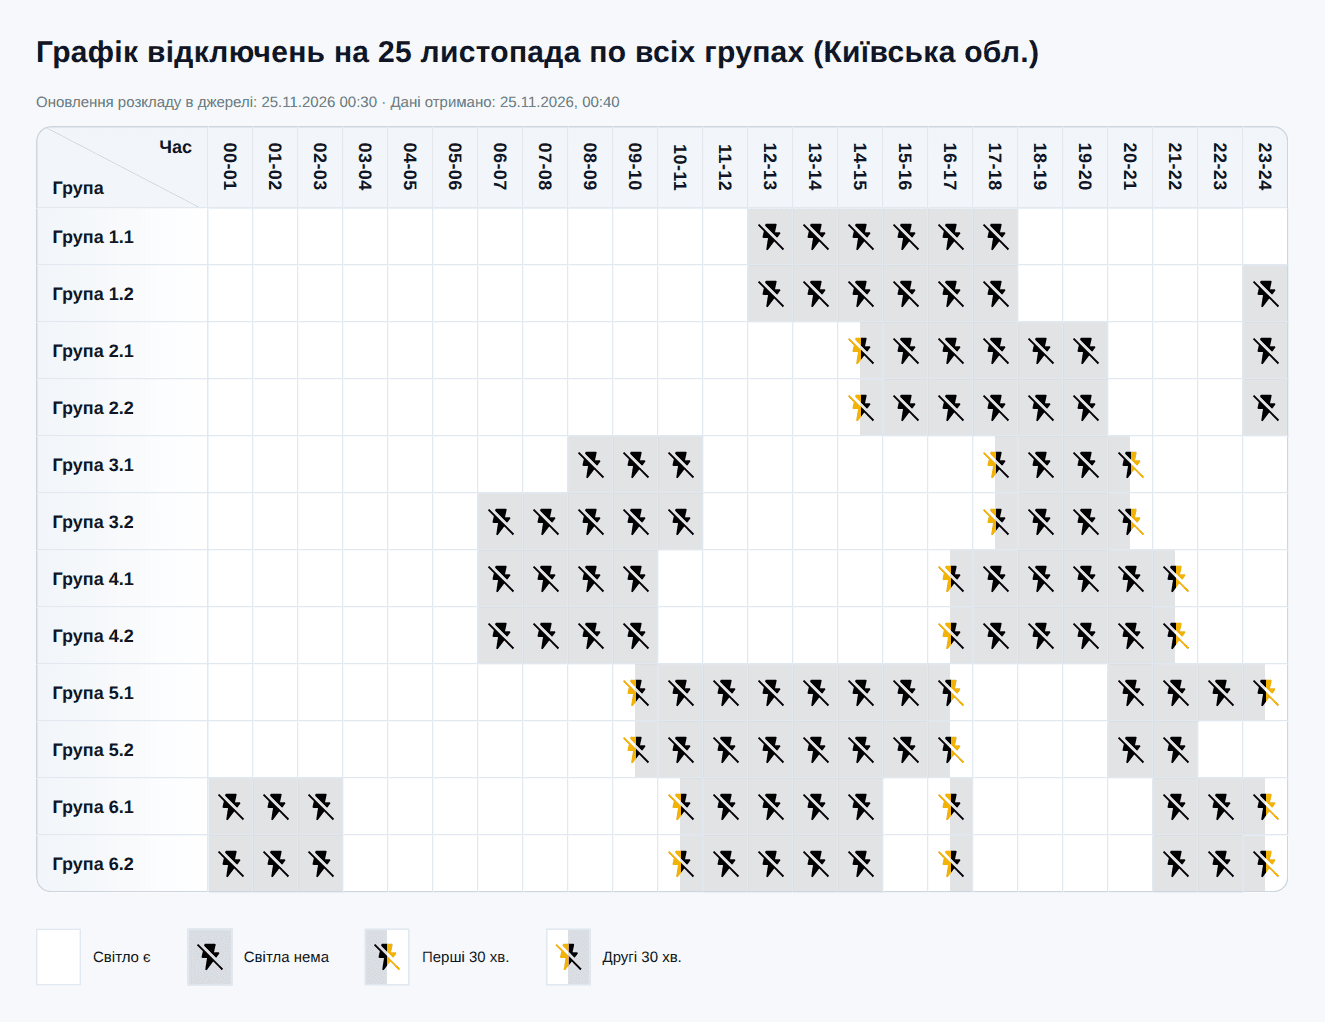 Графік відключень на 25 листопада по всіх групах (Київська обл.)
Оновлення розкладу в джерелі: 25.11.2026 00:30 · Дані отримано: 25.11.2026, 00:40
Час
Група
00-01 01-02 02-03 03-04 04-05 05-06 06-07 07-08 08-09 09-10 10-11 11-12 12-13 13-14 14-15 15-16 16-17 17-18 18-19 19-20 20-21 21-22 22-23 23-24
Група 1.1
Група 1.2
Група 2.1
Група 2.2
Група 3.1
Група 3.2
Група 4.1
Група 4.2
Група 5.1
Група 5.2
Група 6.1
Група 6.2
Світло є Світла нема Перші 30 хв. Другі 30 хв.